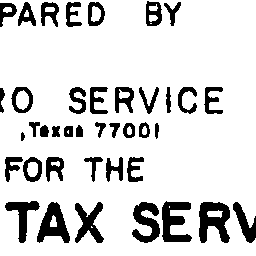 PARED BY
RO SERVICE
, Texas 77001
FOR THE
TAX SERV